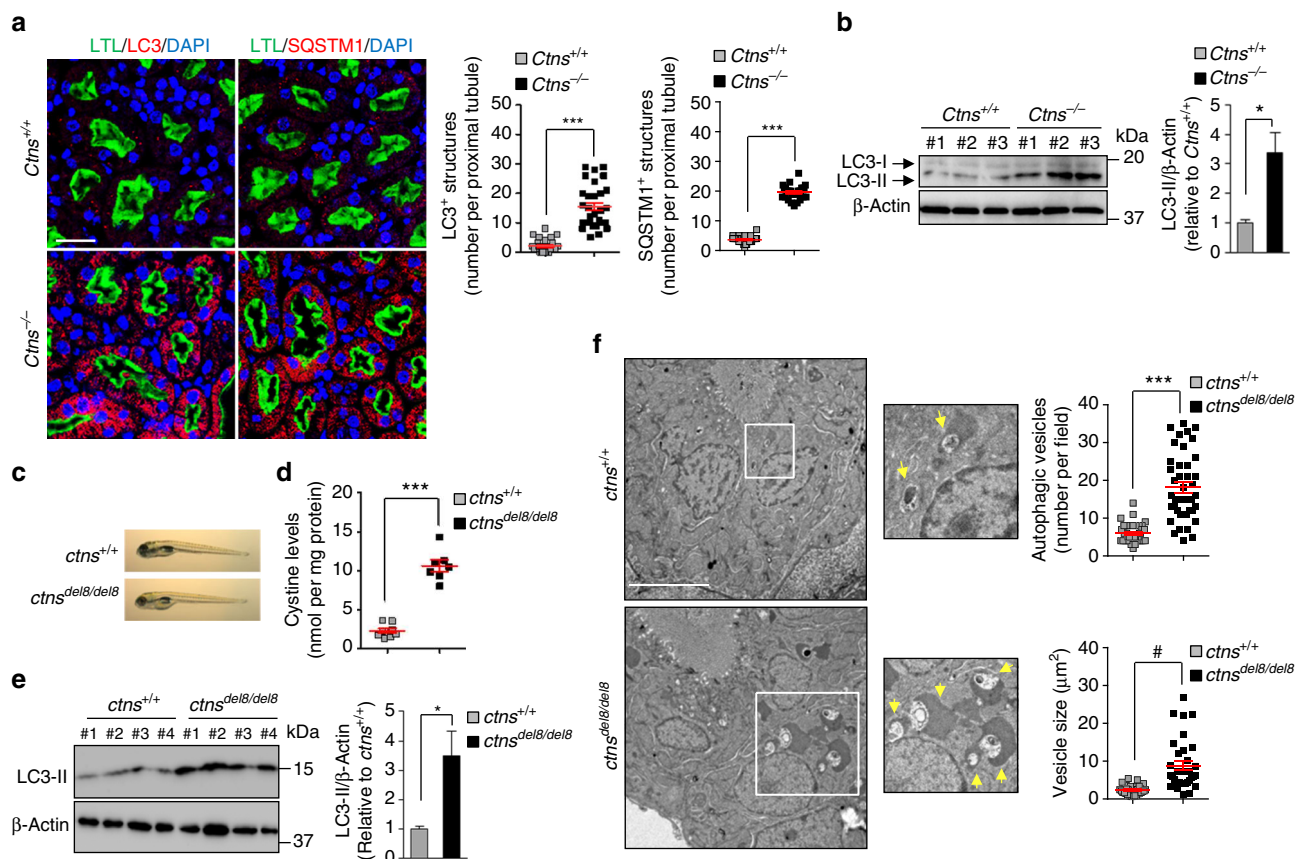 a
LTL/LC3/DAPI
LTL/SQSTM1/DAPI
Ctns+/+
Ctns–/–
Ctns+/+
Ctns–/–
LC3+ structures
(number per proximal tubule)
50
40
30
20
10
0
***
Ctns+/+
Ctns–/–
SQSTM1+ structures
(number per proximal tubule)
50
40
30
20
10
0
***
b
Ctns+/+
Ctns–/–
#1 #2 #3 #1 #2 #3
kDa
LC3-I
LC3-II
β-Actin
20
37
Ctns+/+
Ctns–/–
LC3-II/β-Actin
(relative to Ctns+/+)
5
4
3
2
1
0
*
c
ctns+/+
ctnsdel8/del8
d
Cystine levels
(nmol per mg protein)
20
15
10
5
0
***
ctns+/+
ctnsdel8/del8
e
ctns+/+
ctnsdel8/del8
#1 #2 #3 #4 #1 #2 #3 #4
kDa
LC3-II
β-Actin
15
37
LC3-II/β-Actin
(Relative to ctns+/+)
5
4
3
2
1
0
*
ctns+/+
ctnsdel8/del8
f
ctns+/+
ctnsdel8/del8
Autophagic vesicles
(number per field)
40
30
20
10
0
***
ctns+/+
ctnsdel8/del8
Vesicle size (μm2)
40
30
20
10
0
#
ctns+/+
ctnsdel8/del8